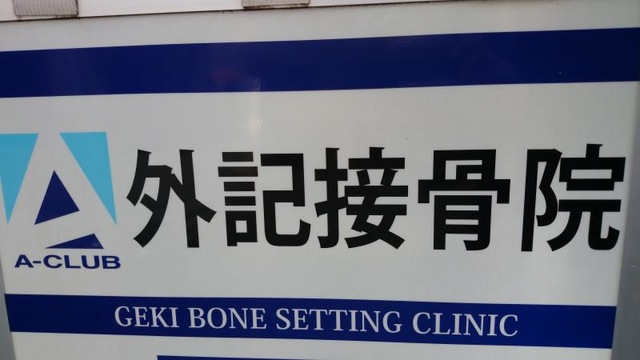 外記接骨院
A-CLUB
GEKI BONE SETTING CLINIC